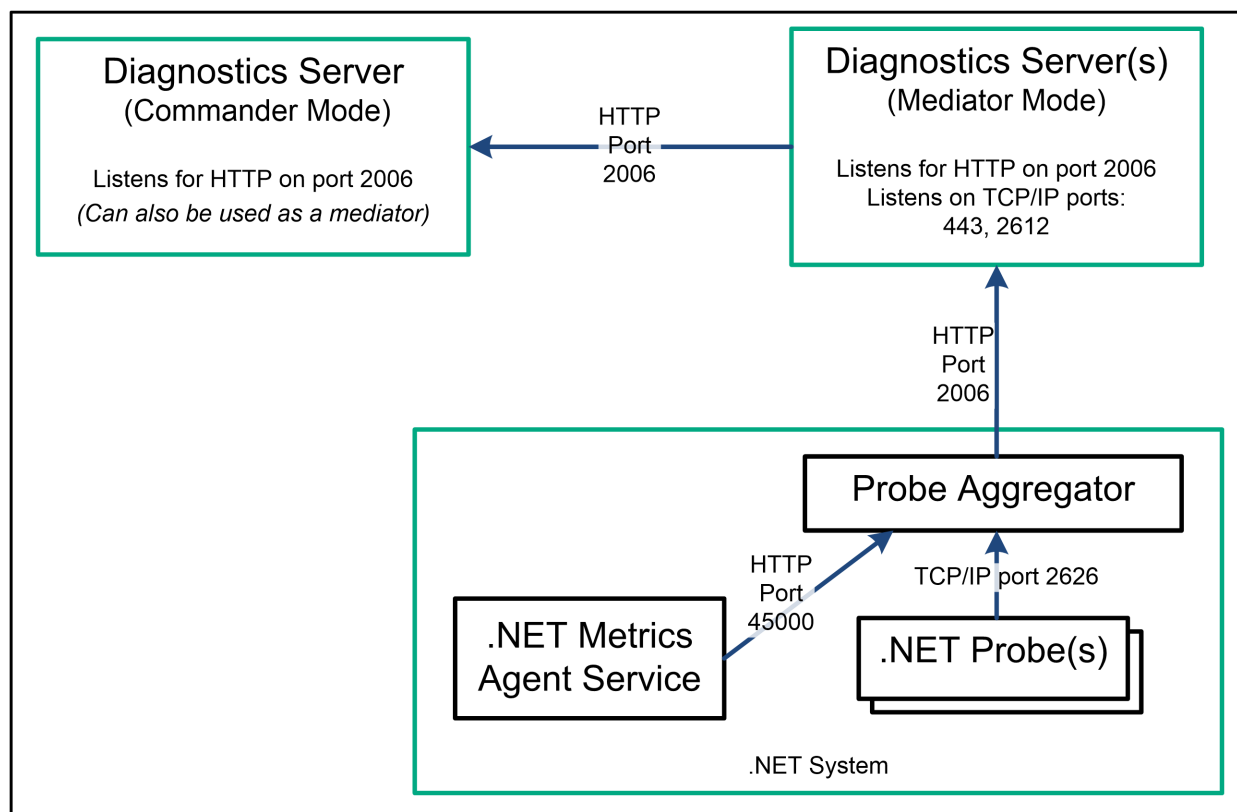 Diagnostics Server
(Commander Mode)
Listens for HTTP on port 2006
(Can also be used as a mediator)
HTTP
Port
2006
Diagnostics Server(s)
(Mediator Mode)
Listens for HTTP on port 2006
Listens on TCP/IP ports:
443, 2612
HTTP
Port
2006
Probe Aggregator
HTTP
Port
45000
TCP/IP port 2626
.NET Metrics
Agent Service
.NET Probe(s)
.NET System